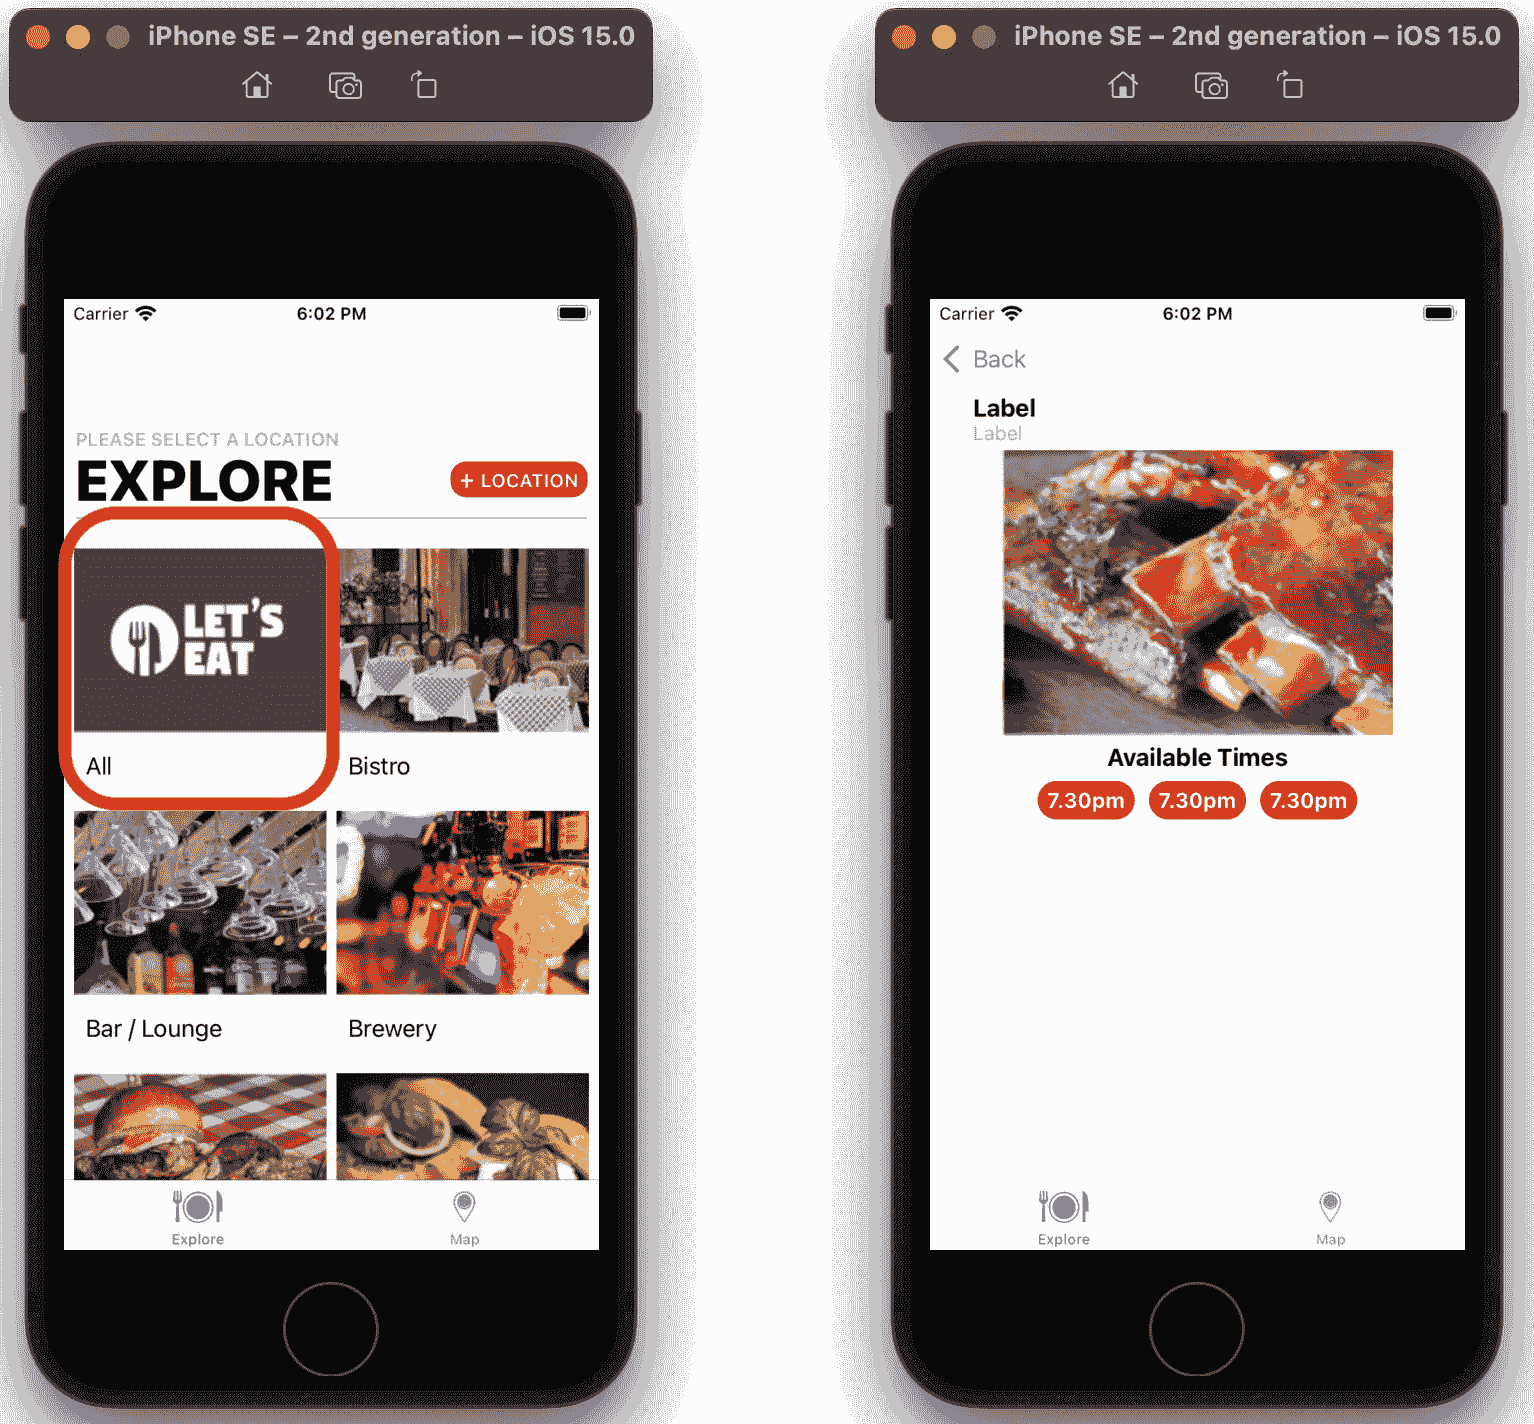 iPhone SE – 2nd generation – iOS 15.0
Carrier 6:02 PM
PLEASE SELECT A LOCATION
EXPLORE
+ LOCATION
LET'S
EAT
All
Bistro
Bar / Lounge
Brewery
Explore
Map
iPhone SE – 2nd generation – iOS 15.0
Carrier 6:02 PM
Back
Label
Label
Available Times
7.30pm 7.30pm 7.30pm
Explore
Map